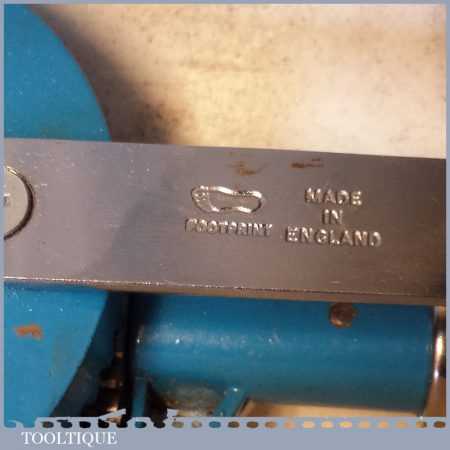 FOOTPRINT
MADE
IN
ENGLAND
TOOLTIQUE